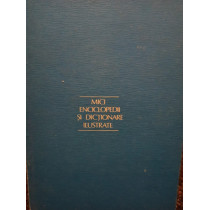 MICI
ENCICLOPEDII
ȘI DICȚIONARE
ILUSTRATE